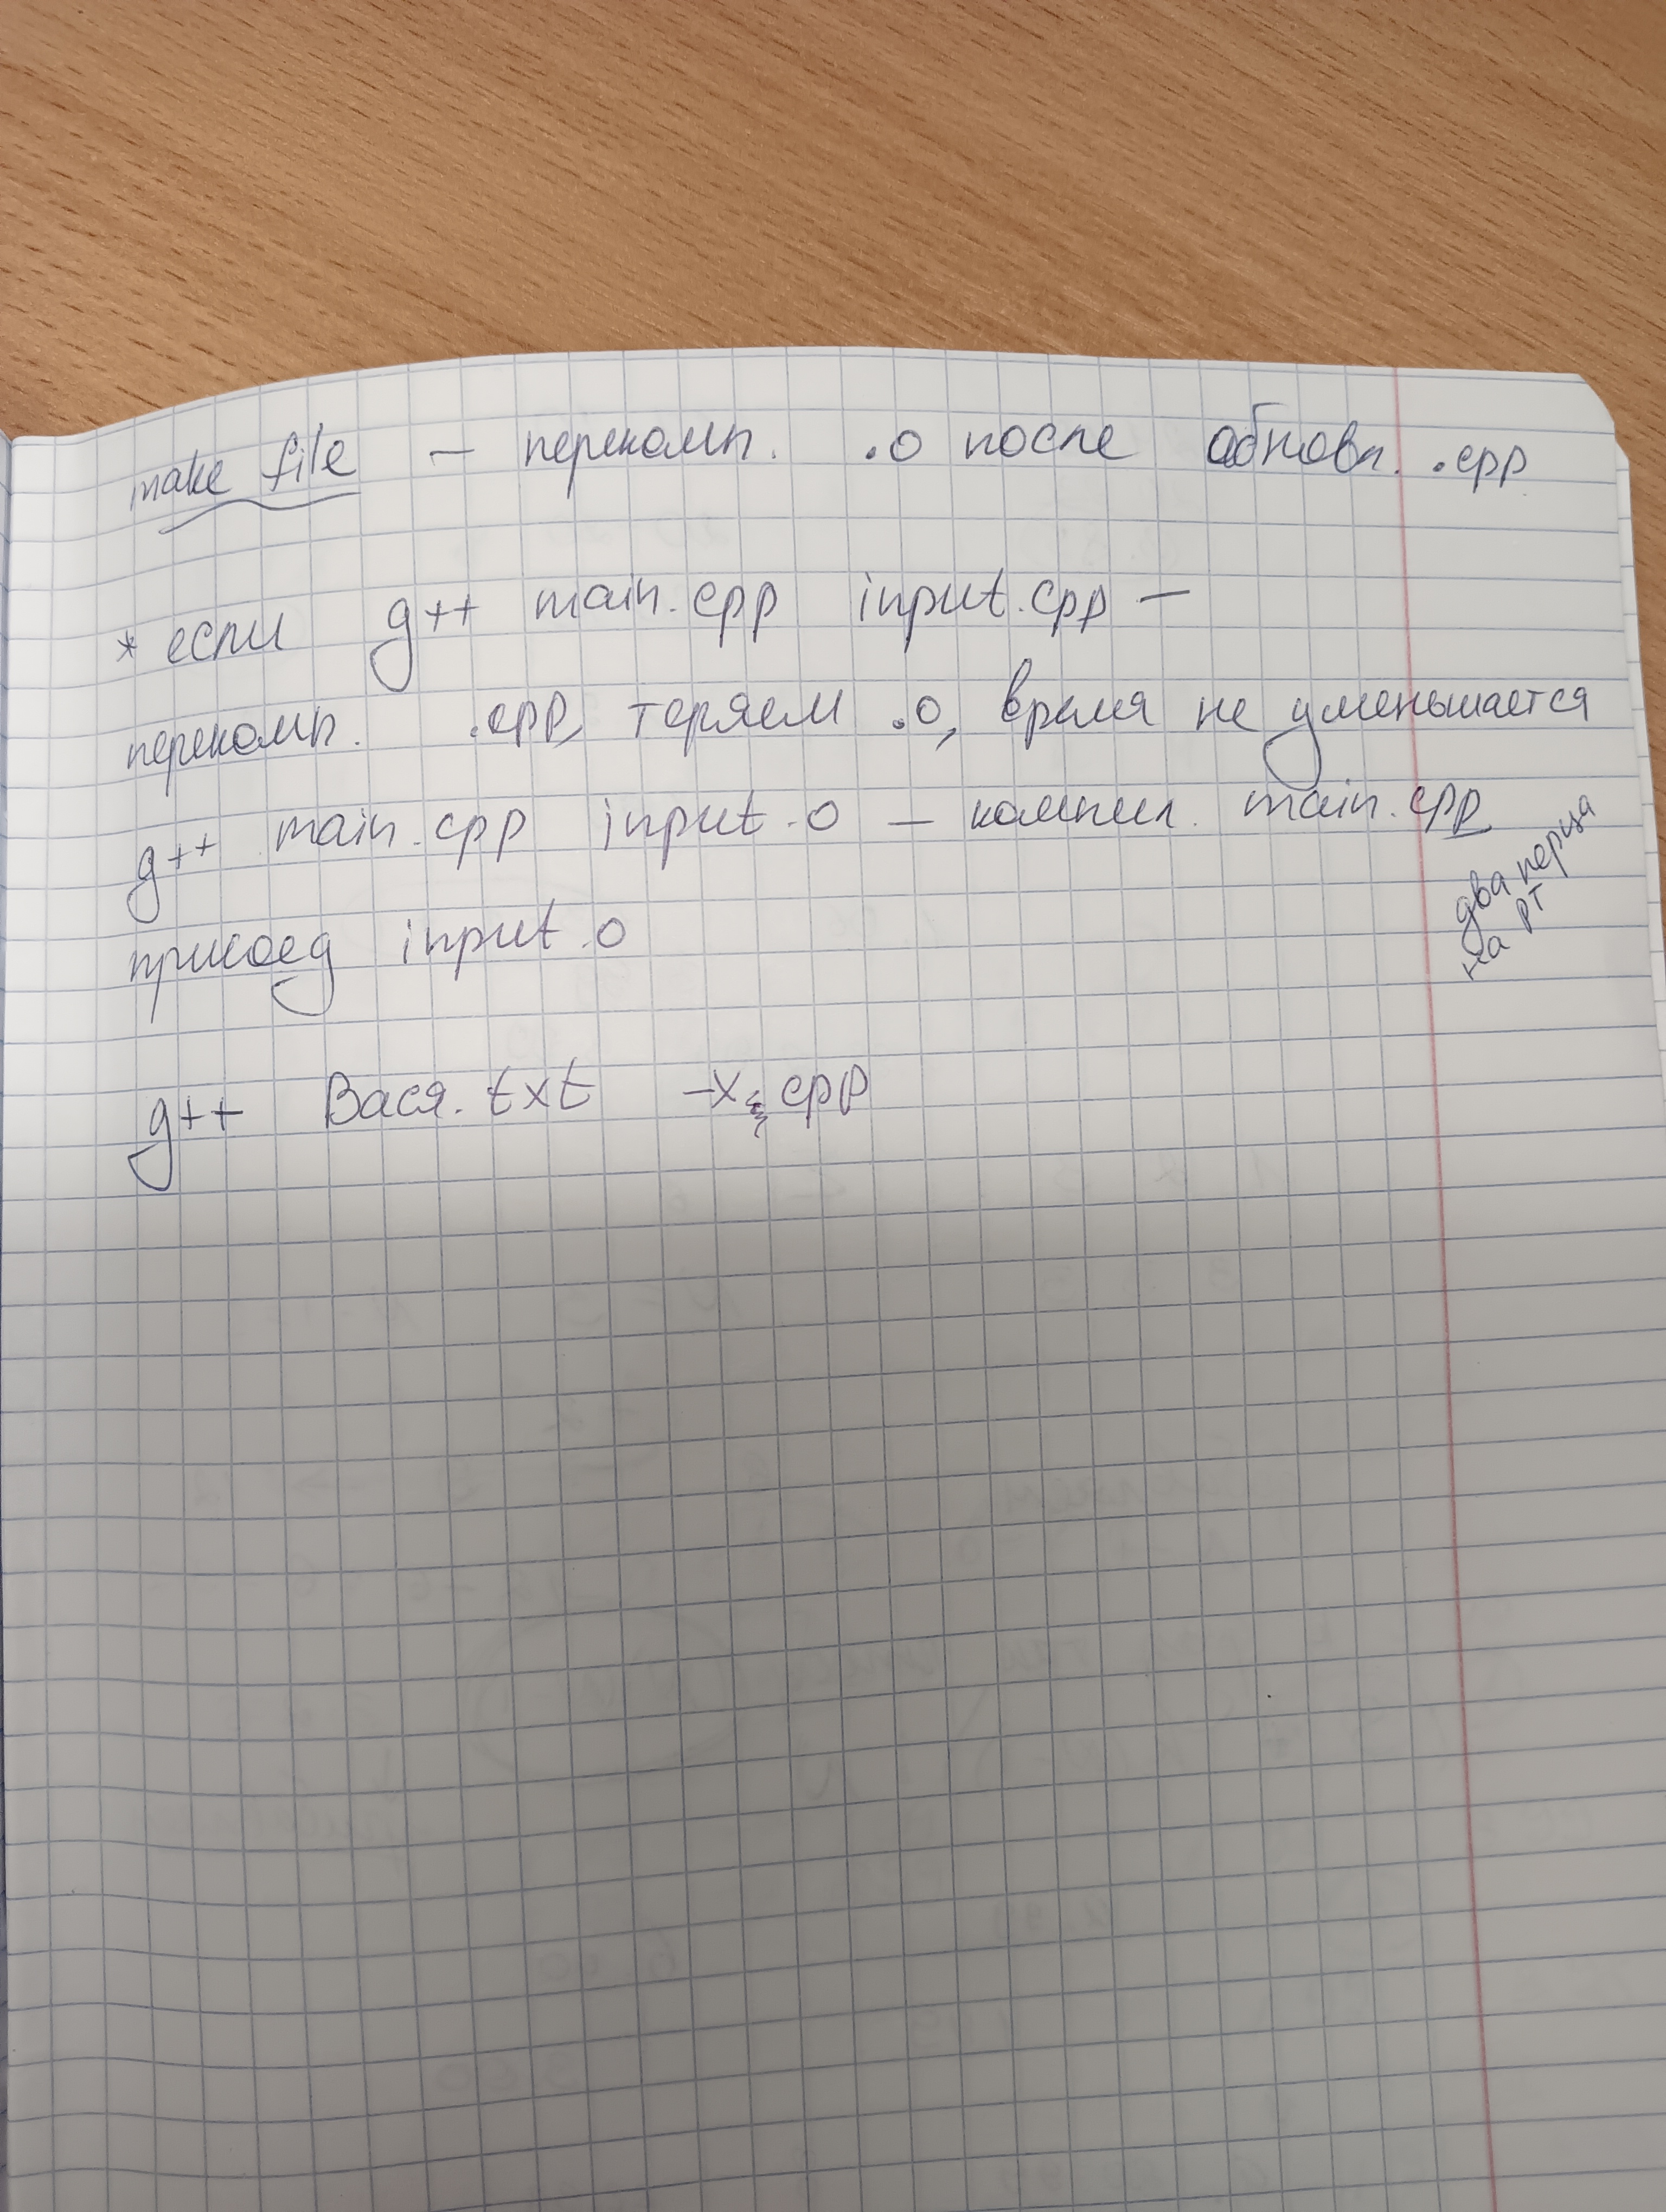 make file — перекомп. .o после обновл. .cpp
* если g++ main.cpp input.cpp —
перекомп. .cpp, теряем .o, время не уменьшается
g++ main.cpp input.o — компил. main.cpp
два перца
на РТ
присоед input.o
g++ Вася.txt -x cpp